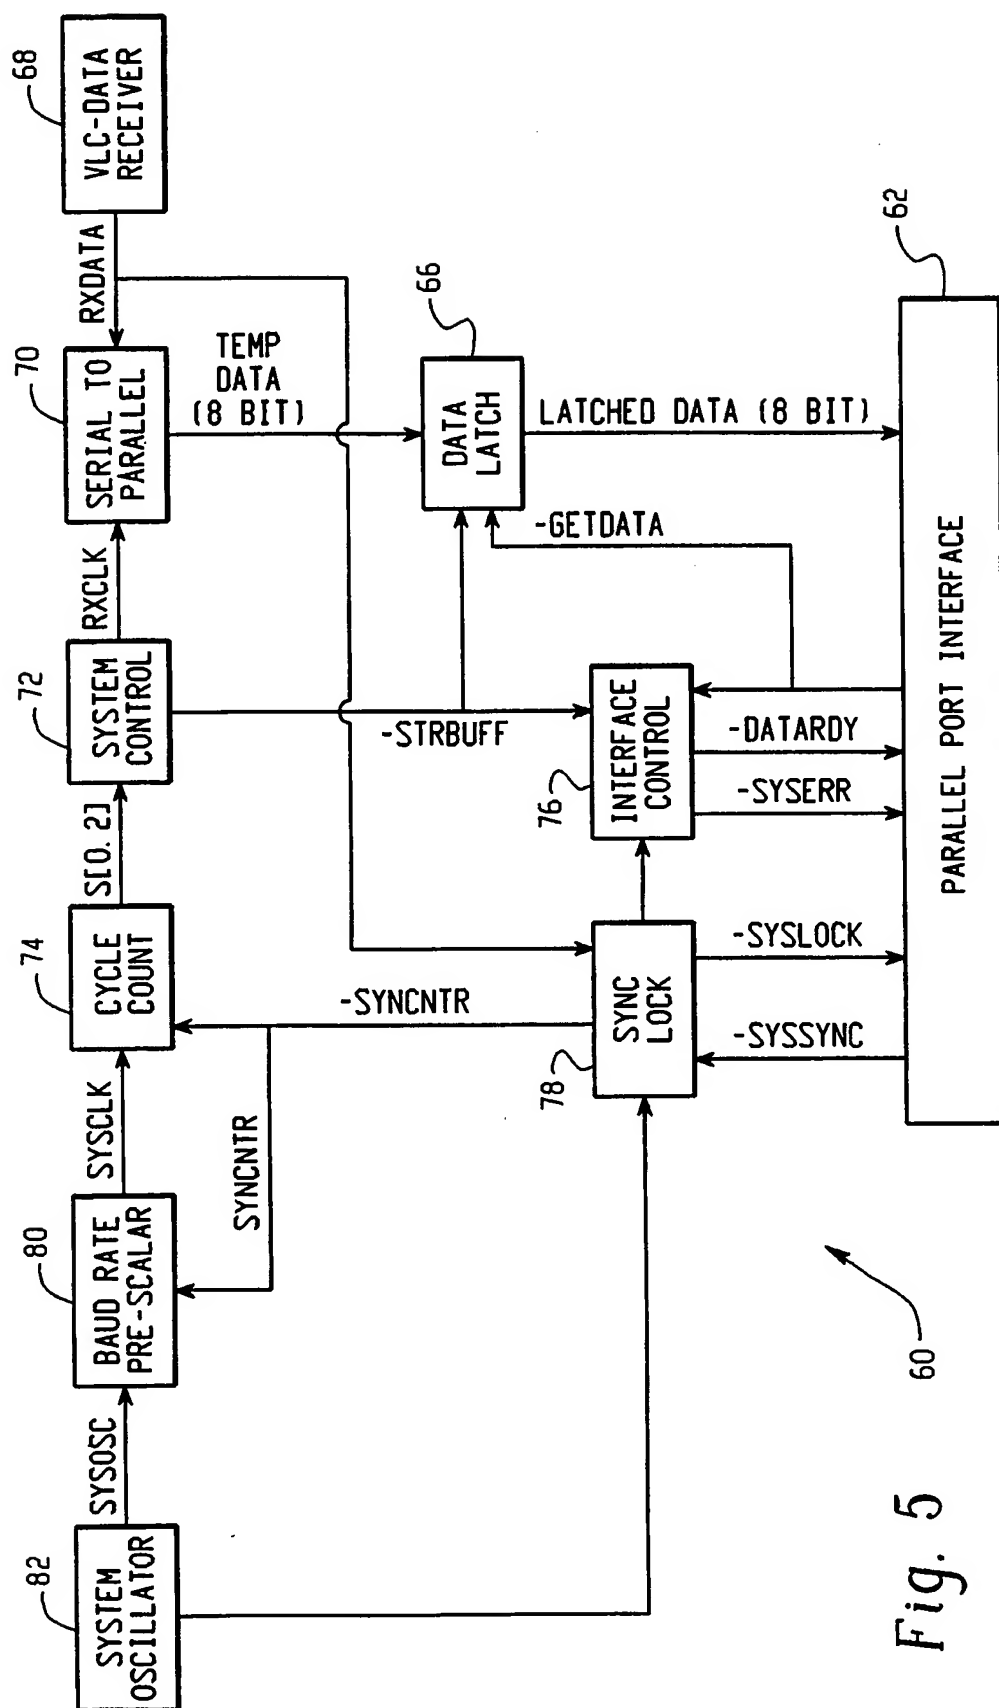 82
SYSTEM
OSCILLATOR
SYSOSC
80
BAUD RATE
PRE-SCALAR
SYSCLK
74
CYCLE
COUNT
S[0. 2]
72
SYSTEM
CONTROL
RXCLK
70
SERIAL TO
PARALLEL
RXDATA
68
VLC-DATA
RECEIVER
SYNCNTR
-SYNCNTR
-STRBUFF
TEMP
DATA
(8 BIT)
66
DATA
LATCH
78
SYNC
LOCK
76
INTERFACE
CONTROL
-GETDATA
LATCHED DATA (8 BIT)
-SYSSYNC
-SYSLOCK
-SYSERR
-DATARDY
62
PARALLEL PORT INTERFACE
60
Fig. 5